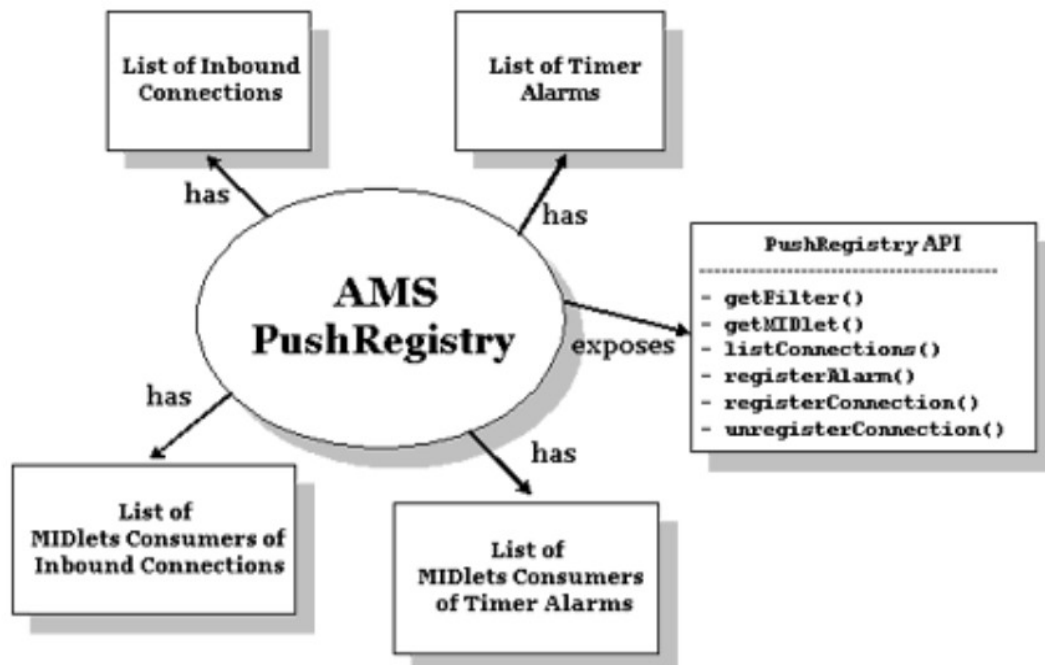 List of Inbound
Connections
List of Timer
Alarms
has
has
AMS
PushRegistry
PushRegistry API
----------------------------------
- getFilter()
- getMIDlet()
- listConnections()
- registerAlarm()
- registerConnection()
- unregisterConnection()
exposes
has
has
List of
MIDlets Consumers of
Inbound Connections
List of
MIDlets Consumers
of Timer Alarms